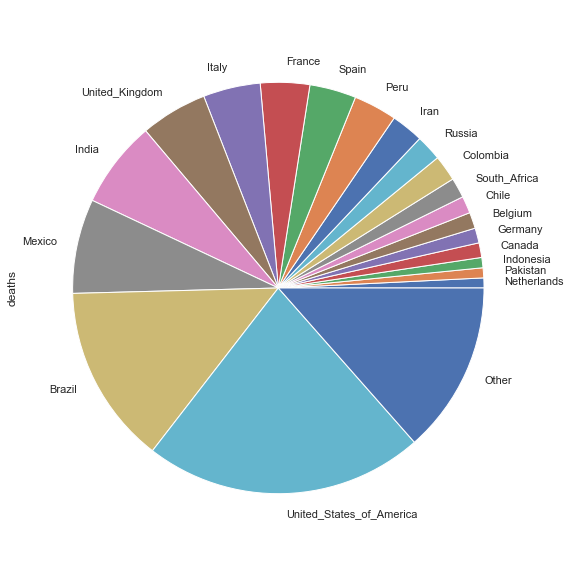 France
Italy
Spain
Peru
United_Kingdom
Iran
Russia
India
Colombia
South_Africa
Chile
Belgium
Germany
Mexico
Canada
Indonesia
Pakistan
Netherlands
deaths
Other
Brazil
United_States_of_America